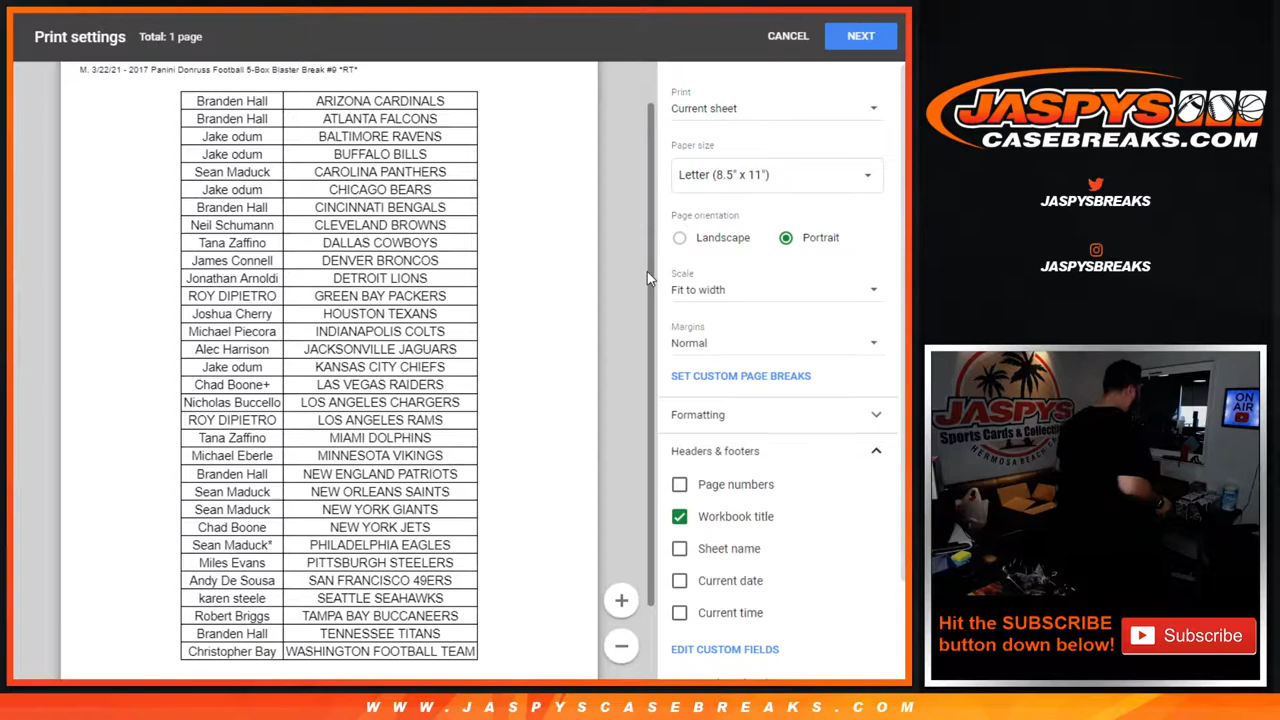 Print settings Total: 1 page CANCEL NEXT
M. 3/22/21 - 2017 Panini Donruss Football 5-Box Blaster Break #9 *RT*
Branden Hall ARIZONA CARDINALS
Branden Hall ATLANTA FALCONS
Jake odum BALTIMORE RAVENS
Jake odum BUFFALO BILLS
Sean Maduck CAROLINA PANTHERS
Jake odum CHICAGO BEARS
Branden Hall CINCINNATI BENGALS
Neil Schumann CLEVELAND BROWNS
Tana Zaffino DALLAS COWBOYS
James Connell DENVER BRONCOS
Jonathan Arnoldi DETROIT LIONS
ROY DIPIETRO GREEN BAY PACKERS
Joshua Cherry HOUSTON TEXANS
Michael Piecora INDIANAPOLIS COLTS
Alec Harrison JACKSONVILLE JAGUARS
Jake odum KANSAS CITY CHIEFS
Chad Boone+ LAS VEGAS RAIDERS
Nicholas Buccello LOS ANGELES CHARGERS
ROY DIPIETRO LOS ANGELES RAMS
Tana Zaffino MIAMI DOLPHINS
Michael Eberle MINNESOTA VIKINGS
Branden Hall NEW ENGLAND PATRIOTS
Sean Maduck NEW ORLEANS SAINTS
Sean Maduck NEW YORK GIANTS
Chad Boone NEW YORK JETS
Sean Maduck* PHILADELPHIA EAGLES
Miles Evans PITTSBURGH STEELERS
Andy De Sousa SAN FRANCISCO 49ERS
karen steele SEATTLE SEAHAWKS
Robert Briggs TAMPA BAY BUCCANEERS
Branden Hall TENNESSEE TITANS
Christopher Bay WASHINGTON FOOTBALL TEAM
Print
Current sheet
Paper size
Letter (8.5" x 11")
Page orientation
Landscape Portrait
Scale
Fit to width
Margins
Normal
SET CUSTOM PAGE BREAKS
Formatting
Headers & footers
Page numbers
Workbook title
Sheet name
Current date
Current time
EDIT CUSTOM FIELDS
JASPYS
CASEBREAKS.COM
JASPYSBREAKS
JASPYSBREAKS
JASPYS
Sports Cards & Collectibles
HERMOSA BEACH
ON
AIR
Hit the SUBSCRIBE
button down below!
Subscribe
WWW.JASPYSCASEBREAKS.COM